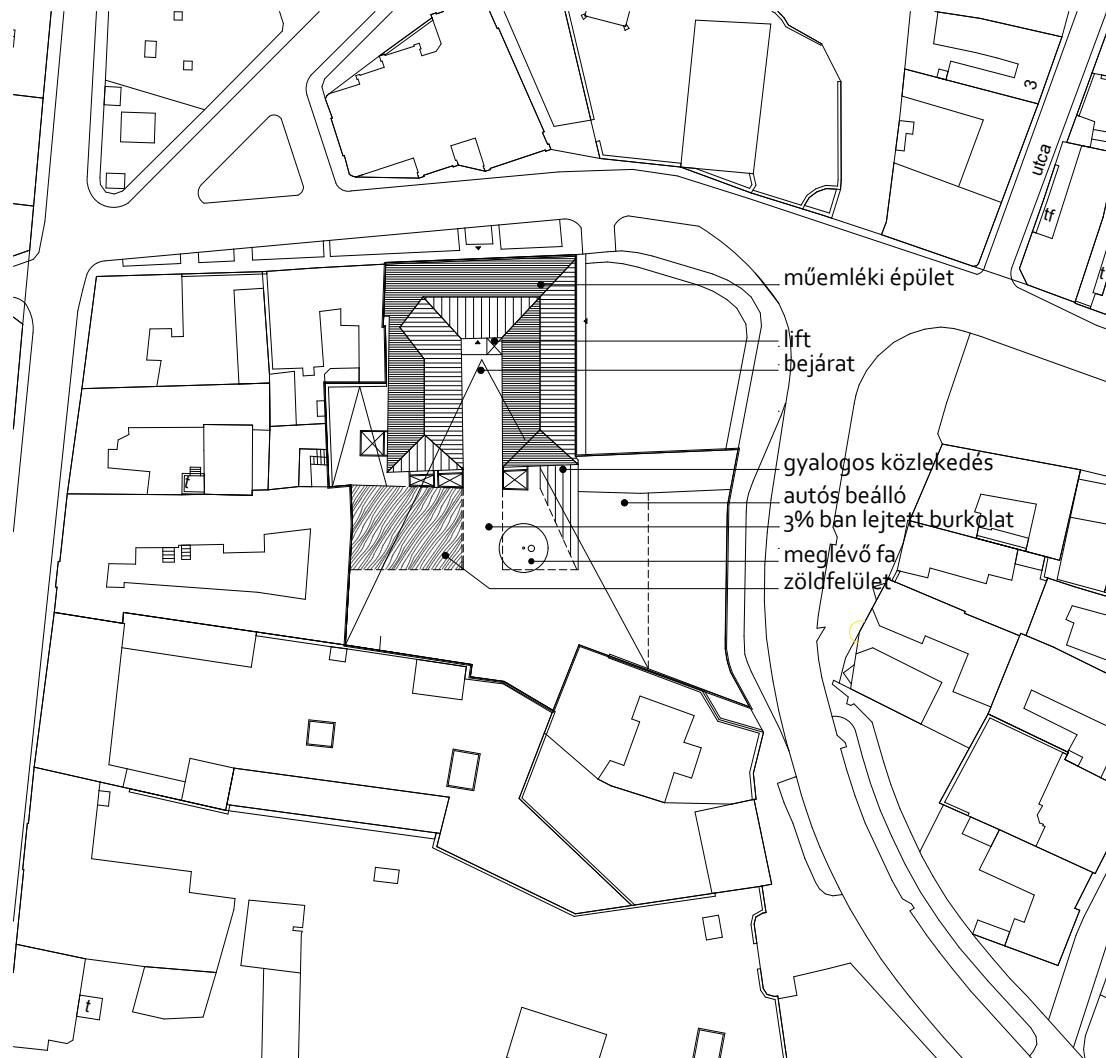 3
utca
tf
t
műemléki épület
lift
bejárat
gyalogos közlekedés
autós beálló
3% ban lejtett burkolat
meglévő fa
zöldfelület
t
t